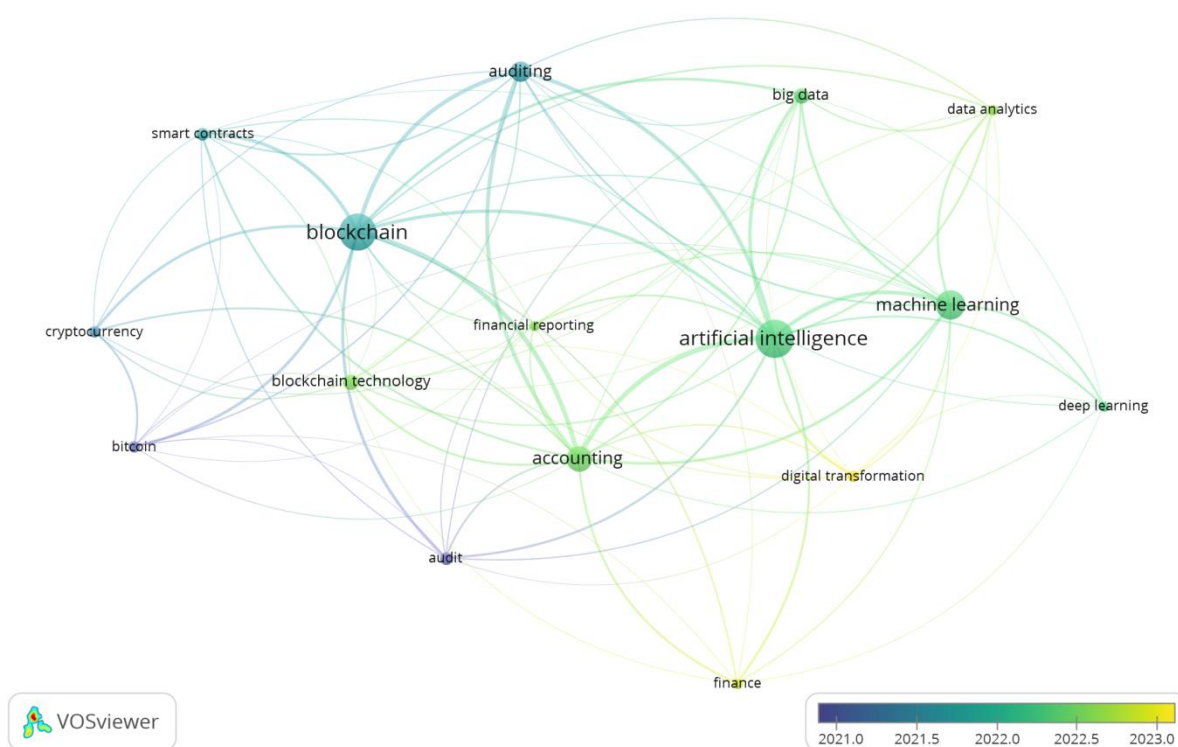 auditing
big data
data analytics
smart contracts
blockchain
machine learning
cryptocurrency
financial reporting
artificial intelligence
blockchain technology
deep learning
bitcoin
accounting
digital transformation
audit
finance
VOSviewer
2021.0 2021.5 2022.0 2022.5 2023.0